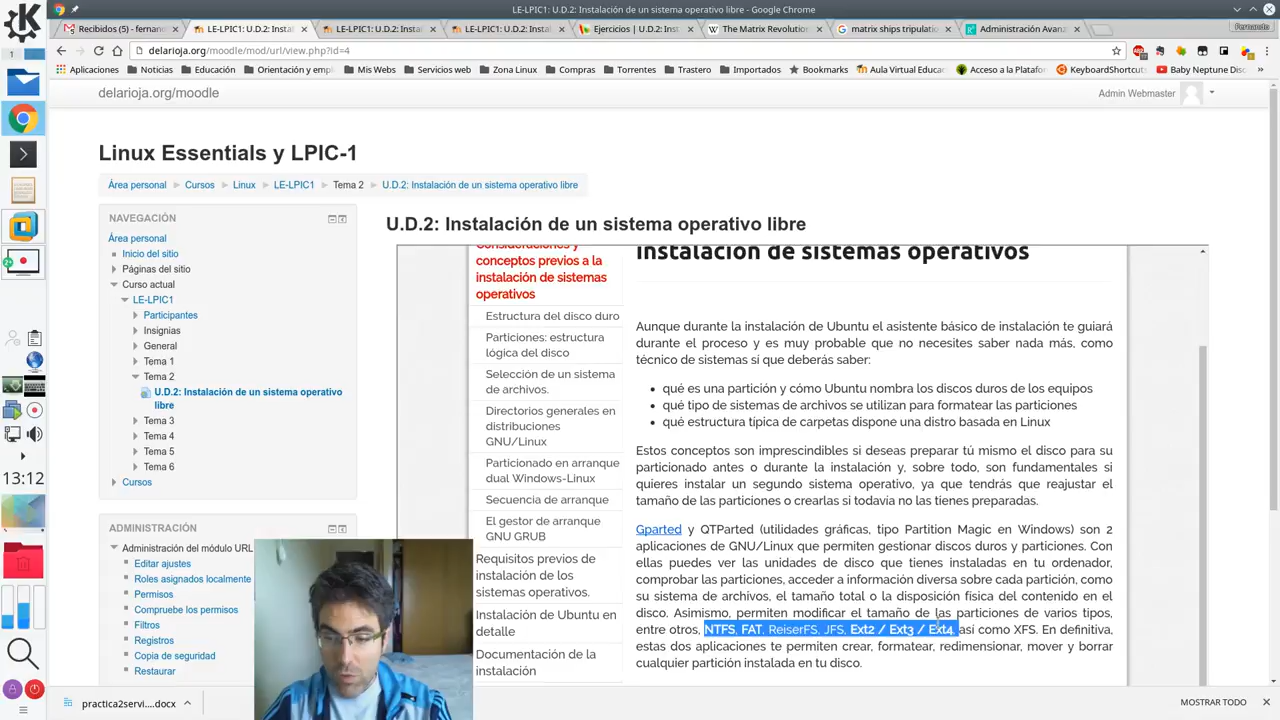 LE-LPIC1: U.D.2: Instalación de un sistema operativo libre - Google Chrome
Recibidos (5) - fernand
LE-LPIC1: U.D.2: Insta
LE-LPIC1: U.D.2: Insta
LE-LPIC1: U.D.2: Insta
Ejercicios | U.D.2: Inst
The Matrix Revolution
matrix ships tripulatio
Administración Avanz
Fernando
delarioja.org/moodle/mod/url/view.php?id=4
Aplicaciones
Noticias
Educación
Orientación y empl
Mis Webs
Servicios web
Zona Linux
Compras
Torrentes
Trastero
Importados
Bookmarks
Aula Virtual Educac
Acceso a la Platafo
KeyboardShortcuts
Baby Neptune Disc
delarioja.org/moodle
Admin Webmaster
Linux Essentials y LPIC-1
Área personal
Cursos
Linux
LE-LPIC1
Tema 2
U.D.2: Instalación de un sistema operativo libre
NAVEGACIÓN
Área personal
Inicio del sitio
Páginas del sitio
Curso actual
LE-LPIC1
Participantes
Insignias
General
Tema 1
Tema 2
U.D.2: Instalación de un sistema operativo
libre
Tema 3
Tema 4
Tema 5
Tema 6
Cursos
ADMINISTRACIÓN
Administración del módulo URL
Editar ajustes
Roles asignados localmente
Permisos
Compruebe los permisos
Filtros
Registros
Copia de seguridad
Restaurar
U.D.2: Instalación de un sistema operativo libre
Consideraciones y
conceptos previos a la
instalación de sistemas
operativos
Estructura del disco duro
Particiones: estructura
lógica del disco
Selección de un sistema
de archivos.
Directorios generales en
distribuciones
GNU/Linux
Particionado en arranque
dual Windows-Linux
Secuencia de arranque
El gestor de arranque
GNU GRUB
Requisitos previos de
instalación de los
sistemas operativos.
Instalación de Ubuntu en
detalle
Documentación de la
instalación
instalación de sistemas operativos
Aunque durante la instalación de Ubuntu el asistente básico de instalación te guiará
durante el proceso y es muy probable que no necesites saber nada más, como
técnico de sistemas sí que deberás saber:
• qué es una partición y cómo Ubuntu nombra los discos duros de los equipos
• qué tipo de sistemas de archivos se utilizan para formatear las particiones
• qué estructura típica de carpetas dispone una distro basada en Linux
Estos conceptos son imprescindibles si deseas preparar tú mismo el disco para su
particionado antes o durante la instalación y, sobre todo, son fundamentales si
quieres instalar un segundo sistema operativo, ya que tendrás que reajustar el
tamaño de las particiones o crearlas si todavía no las tienes preparadas.
Gparted y QTParted (utilidades gráficas, tipo Partition Magic en Windows) son 2
aplicaciones de GNU/Linux que permiten gestionar discos duros y particiones. Con
ellas puedes ver las unidades de disco que tienes instaladas en tu ordenador,
comprobar las particiones, acceder a información diversa sobre cada partición, como
su sistema de archivos, el tamaño total o la disposición física del contenido en el
disco. Asimismo, permiten modificar el tamaño de las particiones de varios tipos,
entre otros, NTFS, FAT, ReiserFS, JFS, Ext2 / Ext3 / Ext4, así como XFS. En definitiva,
estas dos aplicaciones te permiten crear, formatear, redimensionar, mover y borrar
cualquier partición instalada en tu disco.
1
2+
13:12
practica2servi....docx
MOSTRAR TODO